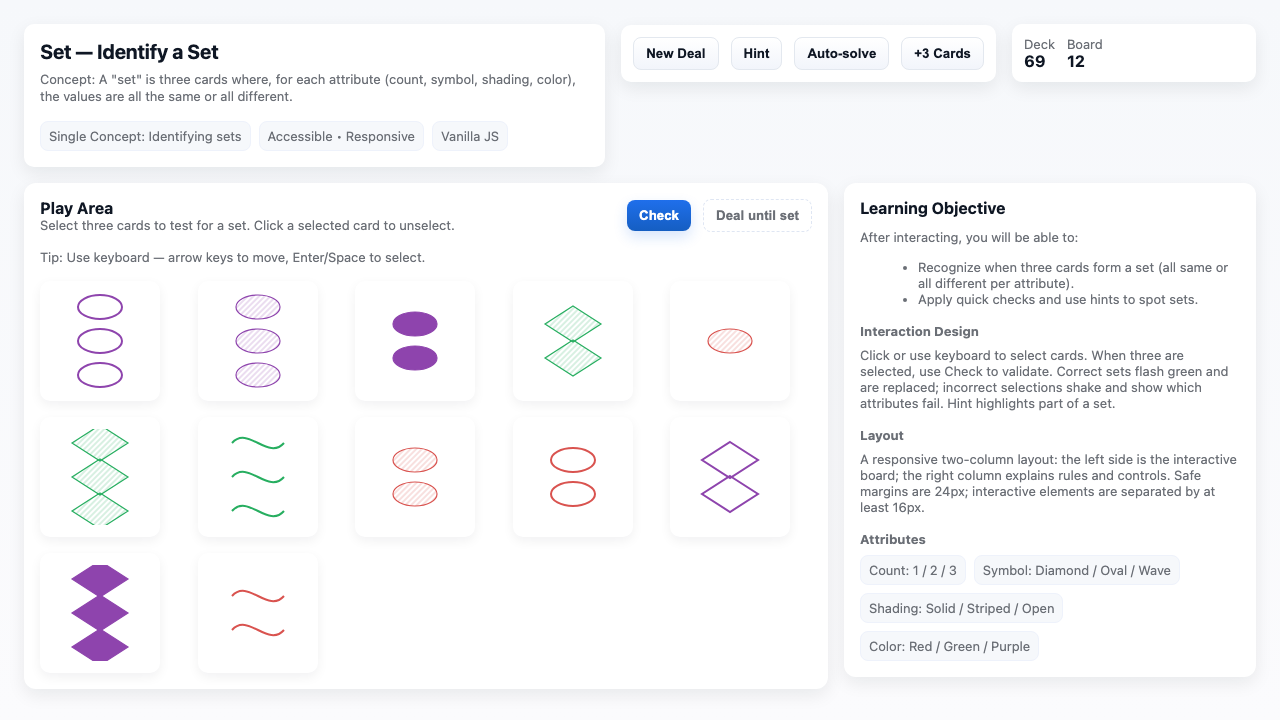 Set — Identify a Set
Concept: A "set" is three cards where, for each attribute (count, symbol, shading, color),
the values are all the same or all different.
Single Concept: Identifying sets
Accessible • Responsive
Vanilla JS
New Deal
Hint
Auto-solve
+3 Cards
Deck
69
Board
12
Play Area
Select three cards to test for a set. Click a selected card to unselect.
Check
Deal until set
Tip: Use keyboard — arrow keys to move, Enter/Space to select.
Learning Objective
After interacting, you will be able to:
• Recognize when three cards form a set (all same or
all different per attribute).
• Apply quick checks and use hints to spot sets.
Interaction Design
Click or use keyboard to select cards. When three are
selected, use Check to validate. Correct sets flash green and
are replaced; incorrect selections shake and show which
attributes fail. Hint highlights part of a set.
Layout
A responsive two-column layout: the left side is the interactive
board; the right column explains rules and controls. Safe
margins are 24px; interactive elements are separated by at
least 16px.
Attributes
Count: 1 / 2 / 3
Symbol: Diamond / Oval / Wave
Shading: Solid / Striped / Open
Color: Red / Green / Purple